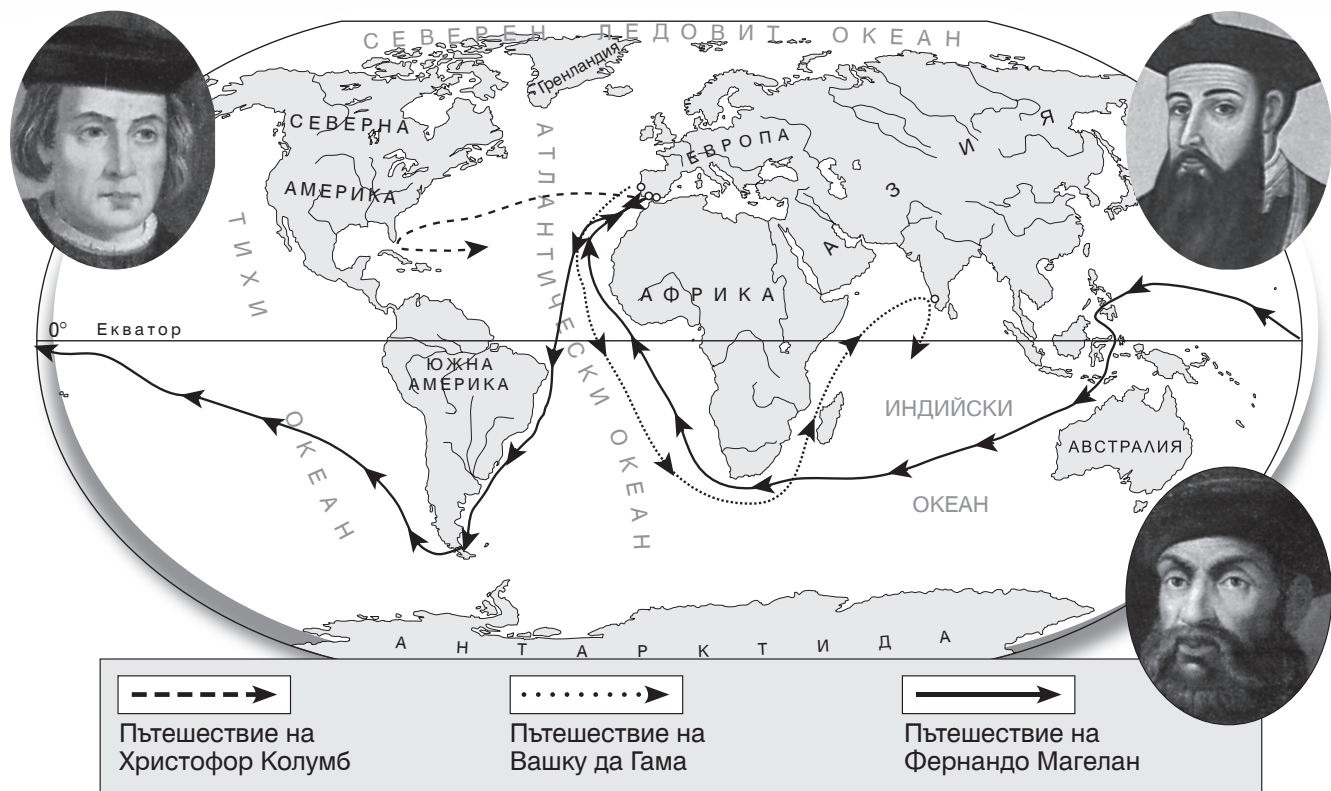 СЕВЕРЕН ЛЕДОВИТ ОКЕАН
Гренландия
СЕВЕРНА
АМЕРИКА
АТЛАНТИЧЕСКИ ОКЕАН
ЕВРОПА
АЗИЯ
ТИХИ
ОКЕАН
АФРИКА
0° Екватор
ЮЖНА
АМЕРИКА
ИНДИЙСКИ
ОКЕАН
АВСТРАЛИЯ
АНТАРКТИДА
Пътешествие на
Христофор Колумб
Пътешествие на
Вашку да Гама
Пътешествие на
Фернандо Магелан